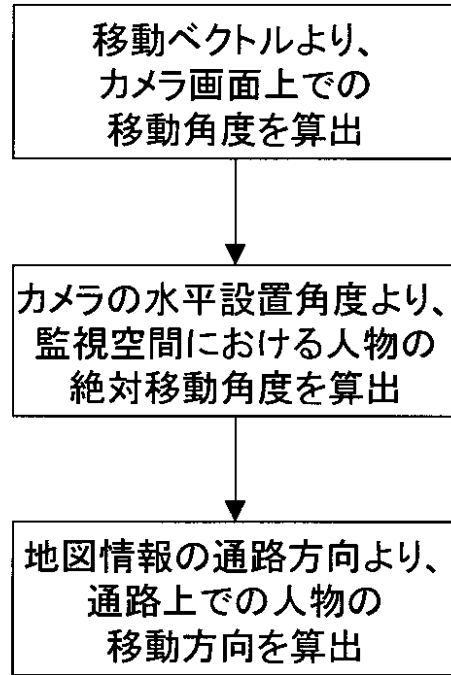 移動ベクトルより、
カメラ画面上での
移動角度を算出
カメラの水平設置角度より、
監視空間における人物の
絶対移動角度を算出
地図情報の通路方向より、
通路上での人物の
移動方向を算出